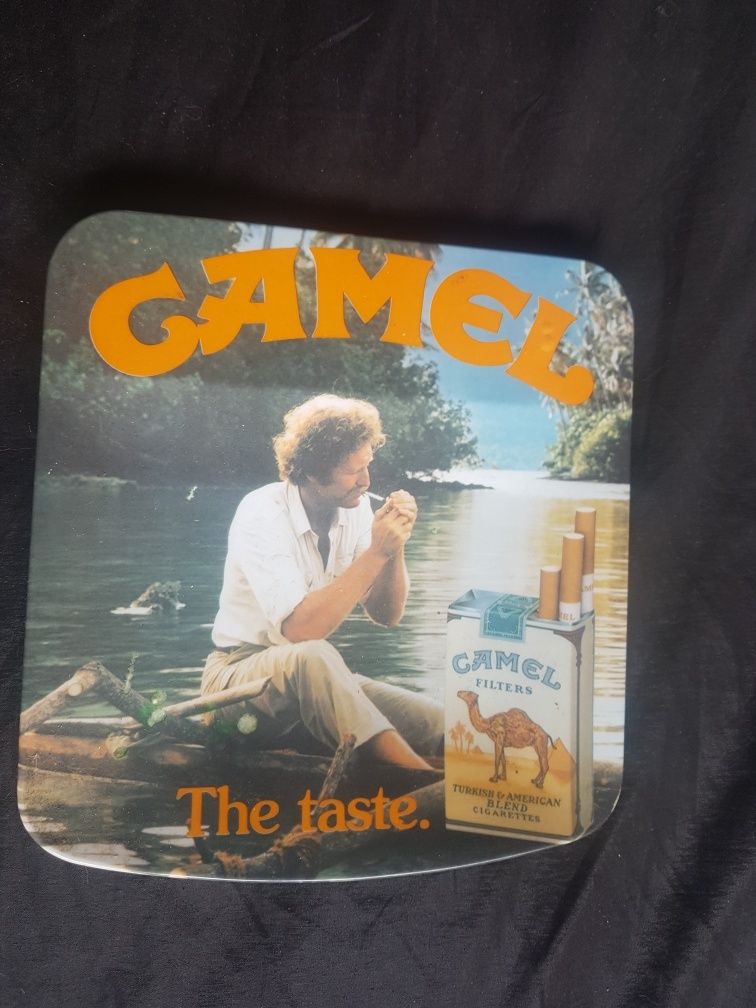 CAMEL
CAMEL
FILTERS
TURKISH & AMERICAN
BLEND
CIGARETTES
The taste.